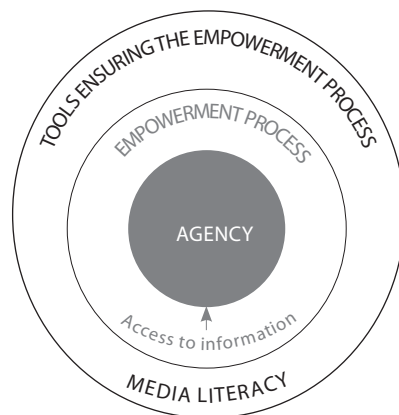 TOOLS ENSURING THE EMPOWERMENT PROCESS
EMPOWERMENT PROCESS
AGENCY
Access to information
MEDIA LITERACY